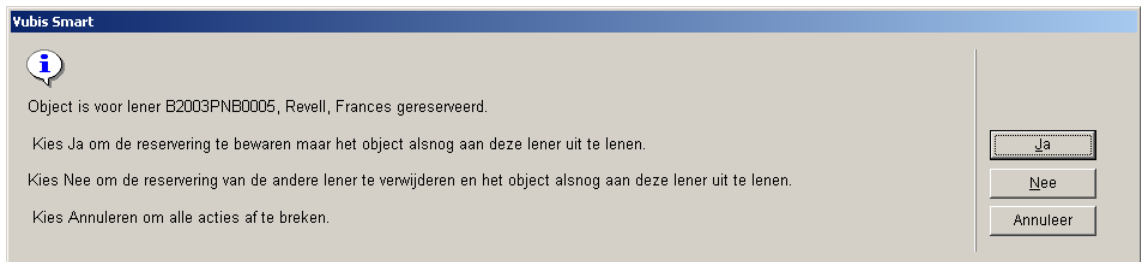 Vubis Smart
Object is voor lener B2003PNB0005, Revell, Frances gereserveerd.
Kies Ja om de reservering te bewaren maar het object alsnog aan deze lener uit te lenen.
Kies Nee om de reservering van de andere lener te verwijderen en het object alsnog aan deze lener uit te lenen.
Kies Annuleren om alle acties af te breken.
Ja
Nee
Annuleer